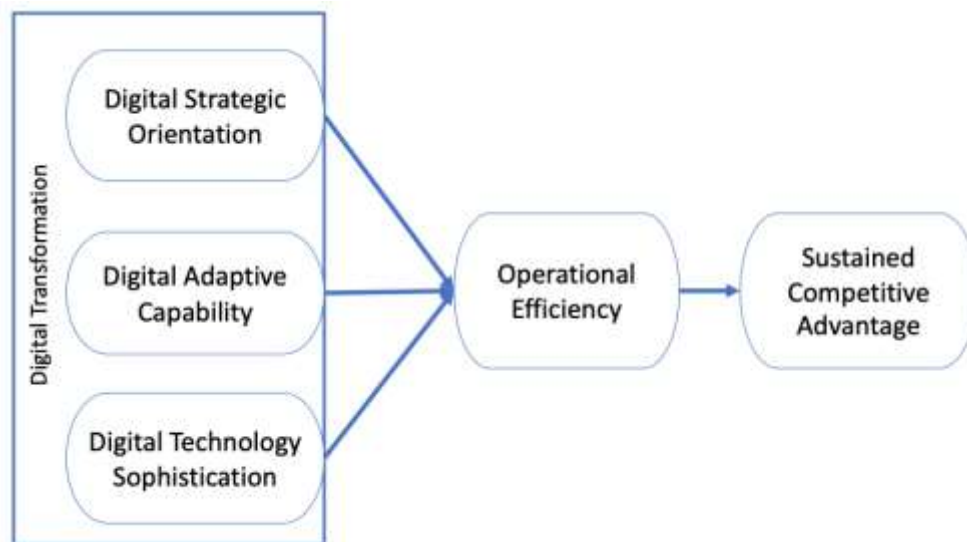 Digital Transformation
Digital Strategic
Orientation
Digital Adaptive
Capability
Digital Technology
Sophistication
Operational
Efficiency
Sustained
Competitive
Advantage